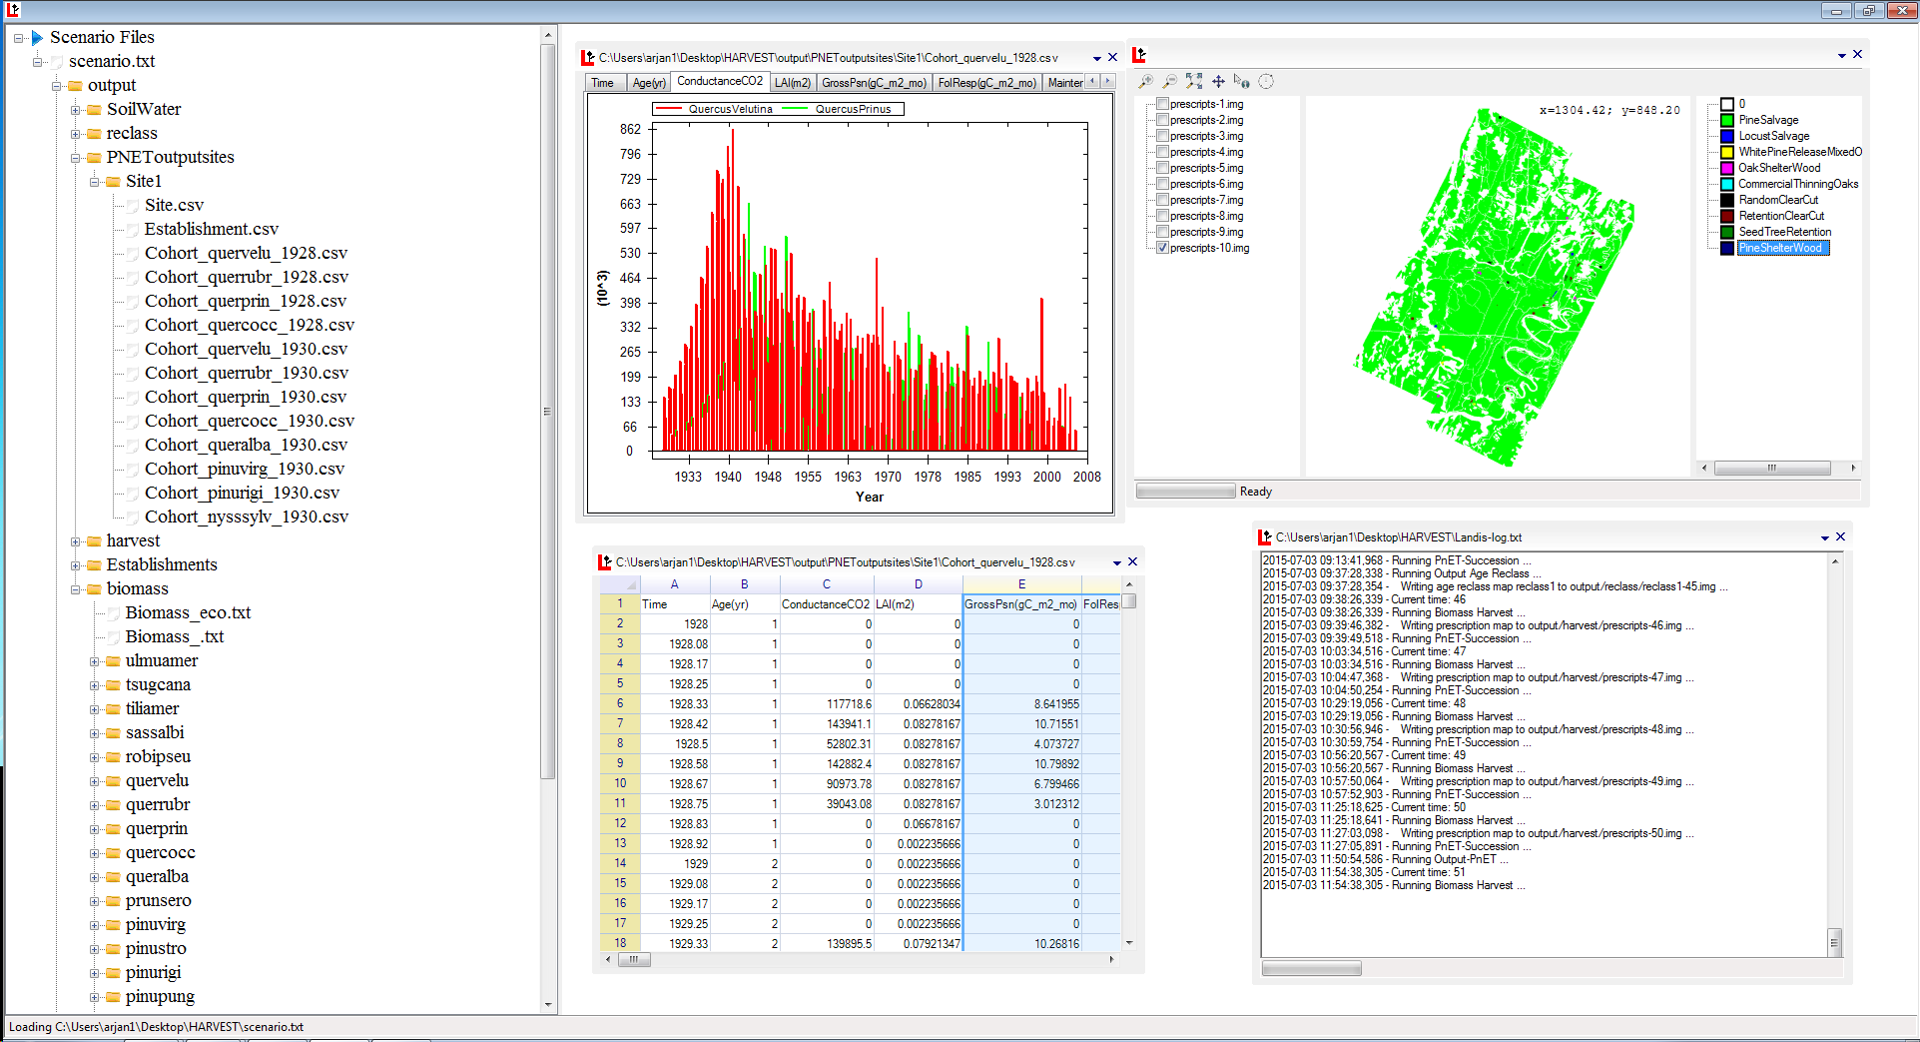 Scenario Files
scenario.txt
output
SoilWater
reclass
PNEToutputsites
Site1
Site.csv
Establishment.csv
Cohort_quervelu_1928.csv
Cohort_querrubr_1928.csv
Cohort_querprin_1928.csv
Cohort_quercocc_1928.csv
Cohort_quervelu_1930.csv
Cohort_querrubr_1930.csv
Cohort_querprin_1930.csv
Cohort_quercocc_1930.csv
Cohort_queralba_1930.csv
Cohort_pinuvirg_1930.csv
Cohort_pinurigi_1930.csv
Cohort_nysssylv_1930.csv
harvest
Establishments
biomass
Biomass_eco.txt
Biomass_.txt
ulmuamer
tsugcana
tiliamer
sassalbi
robipseu
quervelu
querrubr
querprin
quercocc
queralba
prunsero
pinuvirg
pinustro
pinurigi
pinupung
Loading C:\Users\arjan1\Desktop\HARVEST\scenario.txt
C:\Users\arjan1\Desktop\HARVEST\output\PNEToutputsites\Site1\Cohort_quervelu_1928.csv
Time Age(yr) ConductanceCO2 LAI(m2) GrossPsn(gC_m2_mo) FolResp(gC_m2_mo) Mainter
QuercusVelutina QuercusPrinus
862
796
729
663
597
530
464
398
332
265
199
133
66
0
(10^3)
1933 1940 1948 1955 1963 1970 1978 1985 1993 2000 2008
Year
prescripts-1.img
prescripts-2.img
prescripts-3.img
prescripts-4.img
prescripts-5.img
prescripts-6.img
prescripts-7.img
prescripts-8.img
prescripts-9.img
prescripts-10.img
x=1304.42; y=848.20
0
PineSalvage
LocustSalvage
WhitePineReleaseMixedO
OakShelterWood
CommercialThinningOaks
RandomClearCut
RetentionClearCut
SeedTreeRetention
PineShelterWood
Ready
C:\Users\arjan1\Desktop\HARVEST\output\PNEToutputsites\Site1\Cohort_quervelu_1928.csv
A B C D E
1 Time Age(yr) ConductanceCO2 LAI(m2) GrossPsn(gC_m2_mo) FolRes
2 1928 1 0 0 0
3 1928.08 1 0 0 0
4 1928.17 1 0 0 0
5 1928.25 1 0 0 0
6 1928.33 1 117718.6 0.06628034 8.641955
7 1928.42 1 143941.1 0.08278167 10.71551
8 1928.5 1 52802.31 0.08278167 4.073727
9 1928.58 1 142882.4 0.08278167 10.79892
10 1928.67 1 90973.78 0.08278167 6.799466
11 1928.75 1 39043.08 0.08278167 3.012312
12 1928.83 1 0 0.06678167 0
13 1928.92 1 0 0.002235666 0
14 1929 2 0 0.002235666 0
15 1929.08 2 0 0.002235666 0
16 1929.17 2 0 0.002235666 0
17 1929.25 2 0 0.002235666 0
18 1929.33 2 139895.5 0.07921347 10.26816
C:\Users\arjan1\Desktop\HARVEST\Landis-log.txt
2015-07-03 09:13:41,968 - Running PnET-Succession ...
2015-07-03 09:37:28,338 - Running Output Age Reclass ...
2015-07-03 09:37:28,354 - Writing age reclass map reclass1 to output/reclass/reclass1-45.img ...
2015-07-03 09:38:26,339 - Current time: 46
2015-07-03 09:38:26,339 - Running Biomass Harvest ...
2015-07-03 09:39:46,382 - Writing prescription map to output/harvest/prescripts-46.img ...
2015-07-03 09:39:49,518 - Running PnET-Succession ...
2015-07-03 10:03:34,516 - Current time: 47
2015-07-03 10:03:34,516 - Running Biomass Harvest ...
2015-07-03 10:04:47,368 - Writing prescription map to output/harvest/prescripts-47.img ...
2015-07-03 10:04:50,254 - Running PnET-Succession ...
2015-07-03 10:29:19,056 - Current time: 48
2015-07-03 10:29:19,056 - Running Biomass Harvest ...
2015-07-03 10:30:56,946 - Writing prescription map to output/harvest/prescripts-48.img ...
2015-07-03 10:30:59,754 - Running PnET-Succession ...
2015-07-03 10:56:20,567 - Current time: 49
2015-07-03 10:56:20,567 - Running Biomass Harvest ...
2015-07-03 10:57:50,064 - Writing prescription map to output/harvest/prescripts-49.img ...
2015-07-03 10:57:52,903 - Running PnET-Succession ...
2015-07-03 11:25:18,625 - Current time: 50
2015-07-03 11:25:18,641 - Running Biomass Harvest ...
2015-07-03 11:27:03,098 - Writing prescription map to output/harvest/prescripts-50.img ...
2015-07-03 11:27:05,891 - Running PnET-Succession ...
2015-07-03 11:50:54,586 - Running Output-PnET ...
2015-07-03 11:54:38,305 - Current time: 51
2015-07-03 11:54:38,305 - Running Biomass Harvest ...